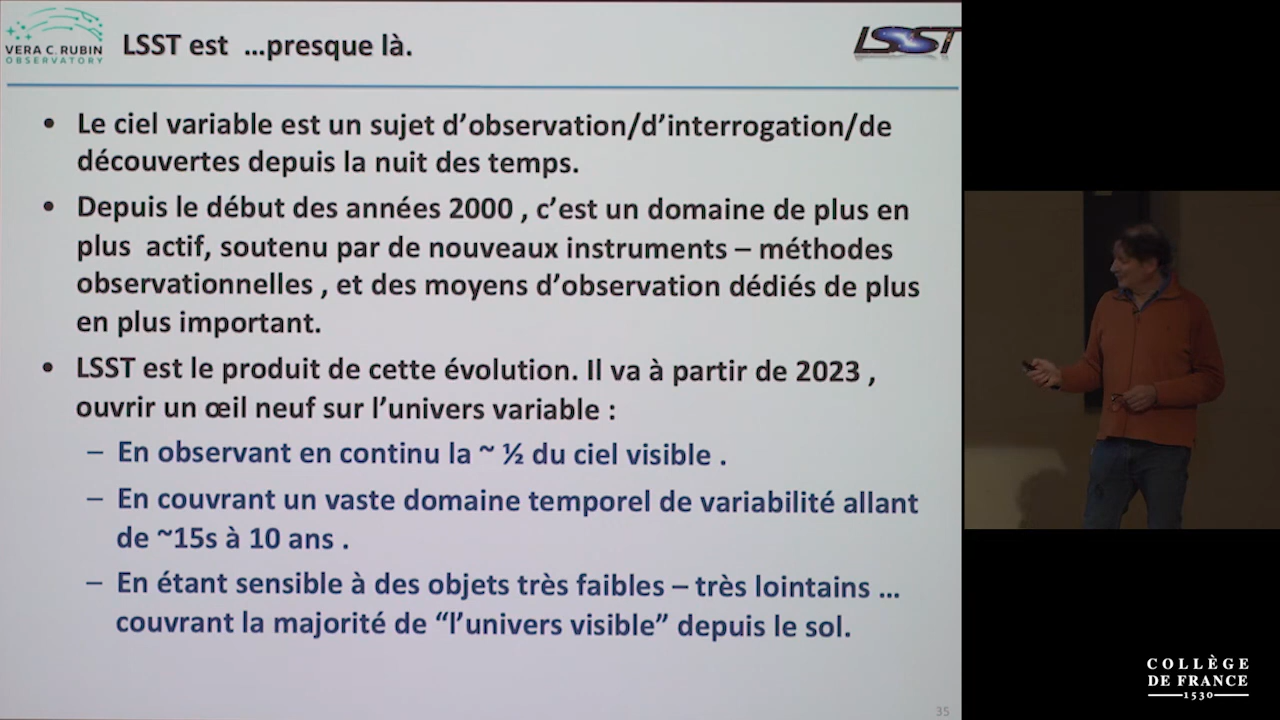 VERA C. RUBIN
OBSERVATORY
LSST est …presque là.
LSST
• Le ciel variable est un sujet d’observation/d’interrogation/de
découvertes depuis la nuit des temps.
• Depuis le début des années 2000 , c’est un domaine de plus en
plus actif, soutenu par de nouveaux instruments – méthodes
observationnelles , et des moyens d’observation dédiés de plus
en plus important.
• LSST est le produit de cette évolution. Il va à partir de 2023 ,
ouvrir un œil neuf sur l’univers variable :
– En observant en continu la ~ ½ du ciel visible .
– En couvrant un vaste domaine temporel de variabilité allant
de ~15s à 10 ans .
– En étant sensible à des objets très faibles – très lointains …
couvrant la majorité de “l’univers visible” depuis le sol.
35
COLLÈGE
DE FRANCE
1530